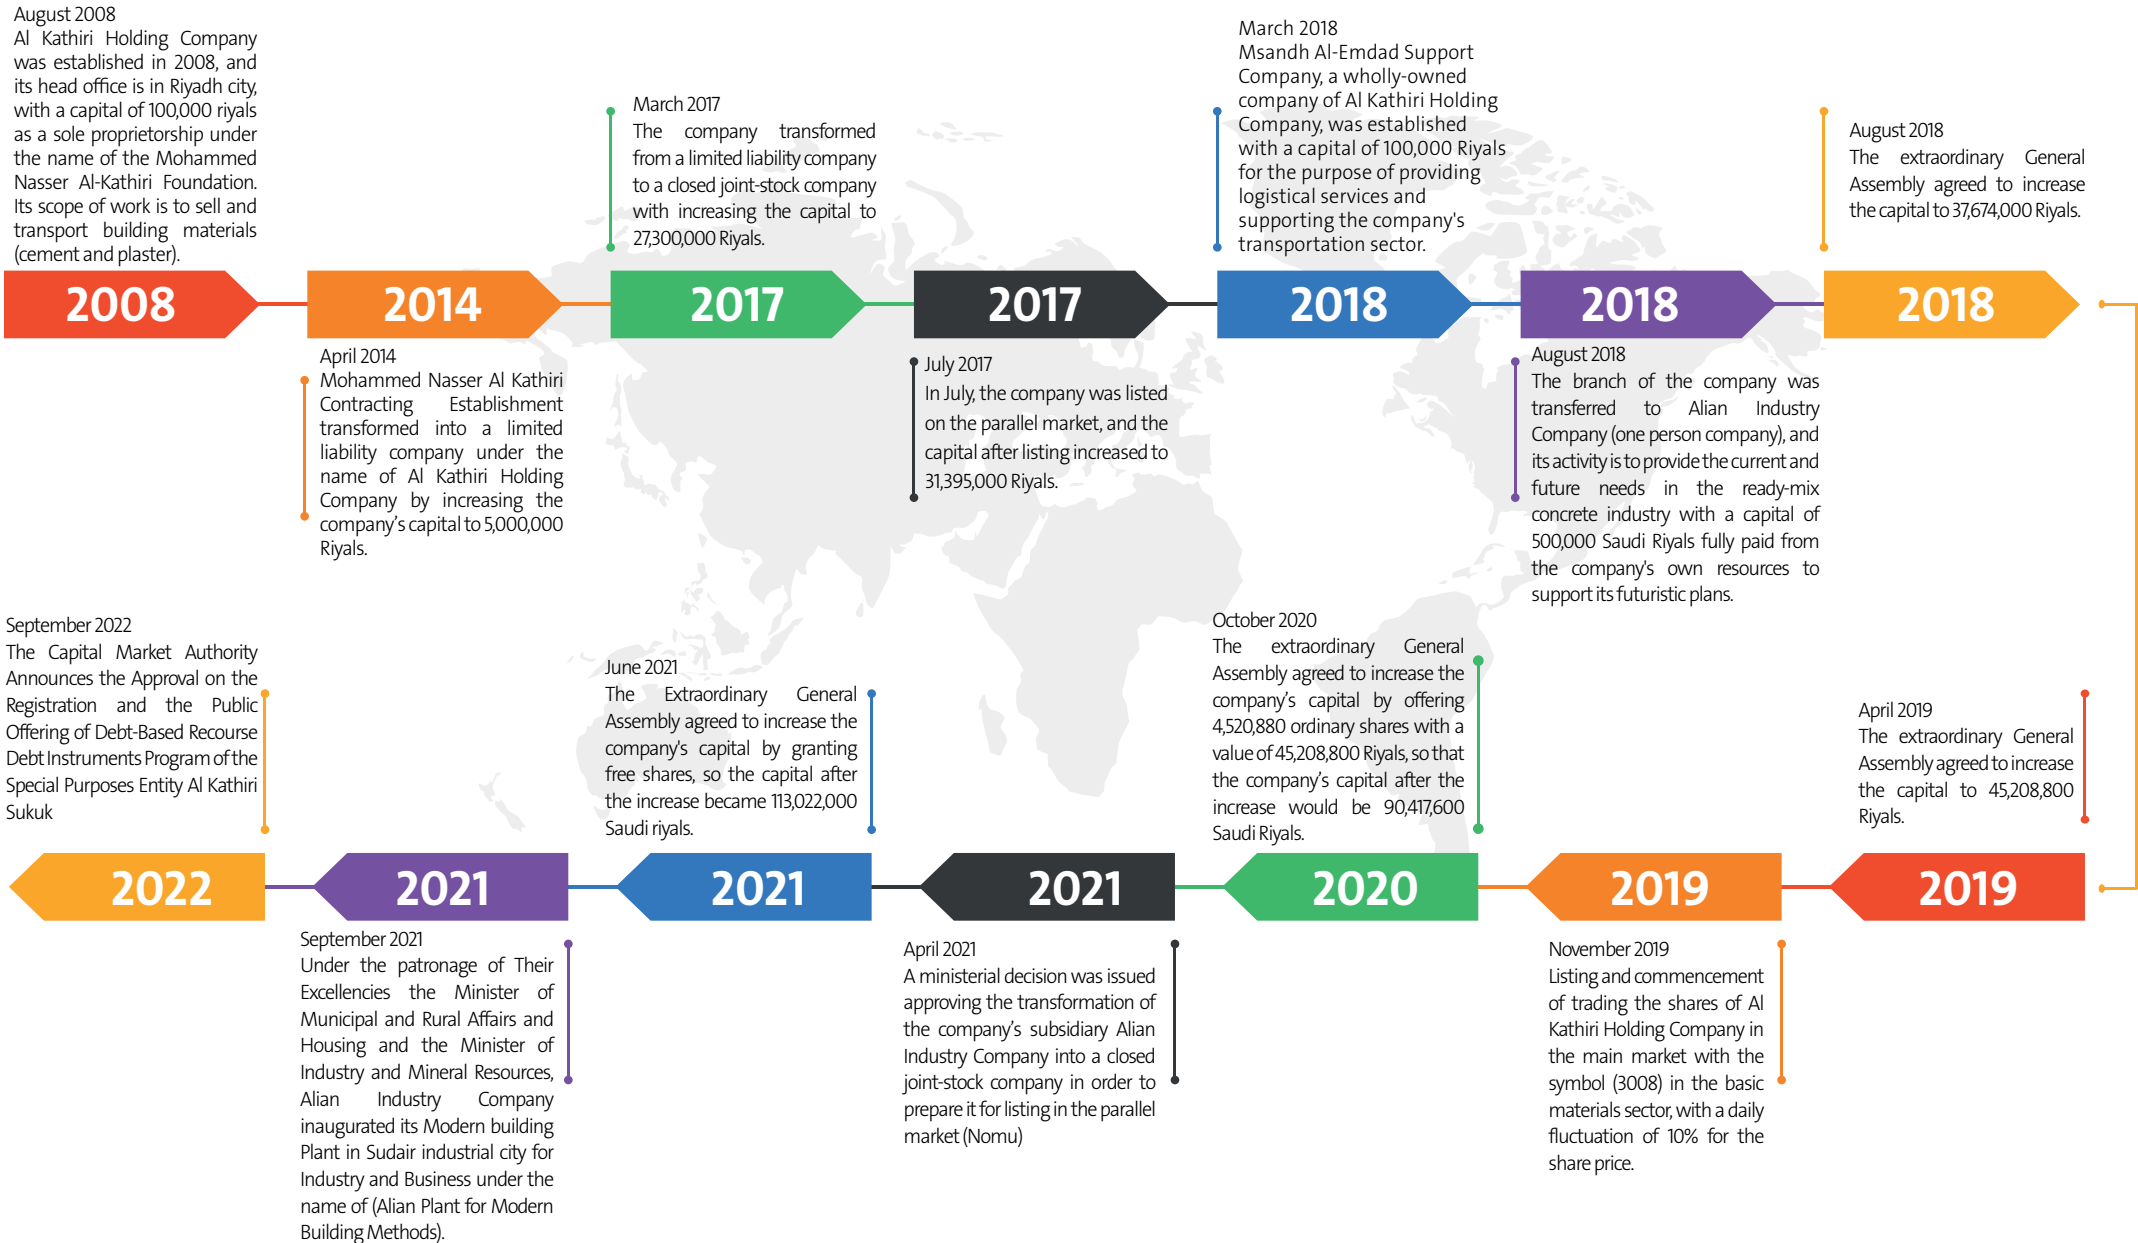 August 2008
Al Kathiri Holding Company
was established in 2008, and
its head office is in Riyadh city,
with a capital of 100,000 riyals
as a sole proprietorship under
the name of the Mohammed
Nasser Al-Kathiri Foundation.
Its scope of work is to sell and
transport building materials
(cement and plaster).
2008
2014
April 2014
Mohammed Nasser Al Kathiri
Contracting Establishment
transformed into a limited
liability company under the
name of Al Kathiri Holding
Company by increasing the
company's capital to 5,000,000
Riyals.
March 2017
The company transformed
from a limited liability company
to a closed joint-stock company
with increasing the capital to
27,300,000 Riyals.
2017
2017
July 2017
In July, the company was listed
on the parallel market, and the
capital after listing increased to
31,395,000 Riyals.
March 2018
Msandh Al-Emdad Support
Company, a wholly-owned
company of Al Kathiri Holding
Company, was established
with a capital of 100,000 Riyals
for the purpose of providing
logistical services and
supporting the company's
transportation sector.
2018
2018
August 2018
The branch of the company was
transferred to Alian Industry
Company (one person company), and
its activity is to provide the current and
future needs in the ready-mix
concrete industry with a capital of
500,000 Saudi Riyals fully paid from
the company's own resources to
support its futuristic plans.
August 2018
The extraordinary General
Assembly agreed to increase
the capital to 37,674,000 Riyals.
2018
April 2019
The extraordinary General
Assembly agreed to increase
the capital to 45,208,800
Riyals.
2019
2019
November 2019
Listing and commencement
of trading the shares of Al
Kathiri Holding Company in
the main market with the
symbol (3008) in the basic
materials sector, with a daily
fluctuation of 10% for the
share price.
October 2020
The extraordinary General
Assembly agreed to increase the
company's capital by offering
4,520,880 ordinary shares with a
value of 45,208,800 Riyals, so that
the company's capital after the
increase would be 90,417,600
Saudi Riyals.
2020
2021
April 2021
A ministerial decision was issued
approving the transformation of
the company's subsidiary Alian
Industry Company into a closed
joint-stock company in order to
prepare it for listing in the parallel
market (Nomu)
June 2021
The Extraordinary General
Assembly agreed to increase the
company's capital by granting
free shares, so the capital after
the increase became 113,022,000
Saudi riyals.
2021
2021
September 2021
Under the patronage of Their
Excellencies the Minister of
Municipal and Rural Affairs and
Housing and the Minister of
Industry and Mineral Resources,
Alian Industry Company
inaugurated its Modern building
Plant in Sudair industrial city for
Industry and Business under the
name of (Alian Plant for Modern
Building Methods).
September 2022
The Capital Market Authority
Announces the Approval on the
Registration and the Public
Offering of Debt-Based Recourse
Debt Instruments Program of the
Special Purposes Entity Al Kathiri
Sukuk
2022